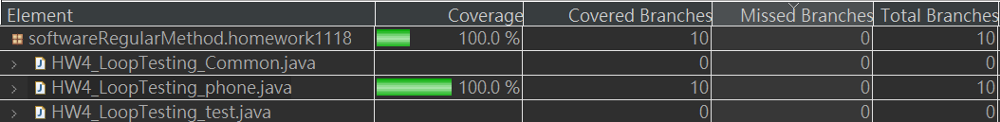 Element Coverage Covered Branches Missed Branches Total Branches
softwareRegularMethod.homework1118 100.0 % 10 0 10
HW4_LoopTesting_Common.java 0 0 0
HW4_LoopTesting_phone.java 100.0 % 10 0 10
HW4_LoopTesting_test.java 0 0 0